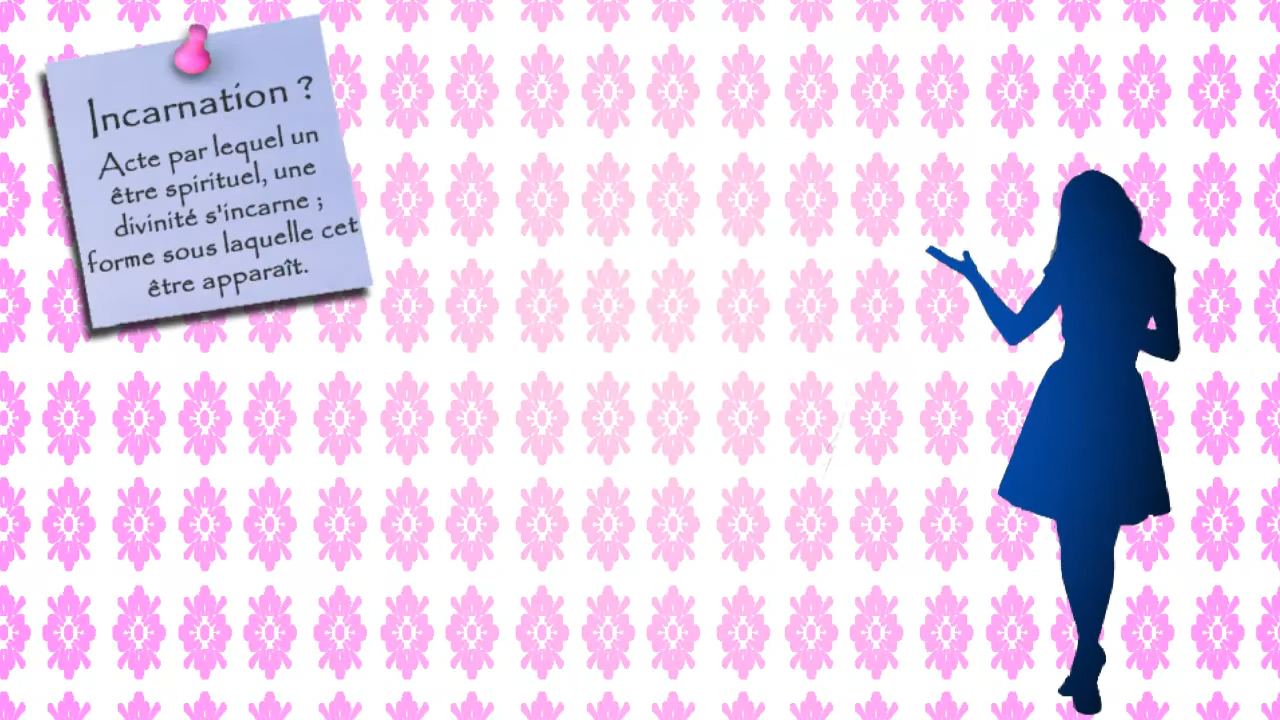 Incarnation ?
Acte par lequel un
être spirituel, une
divinité s'incarne ;
forme sous laquelle cet
être apparaît.